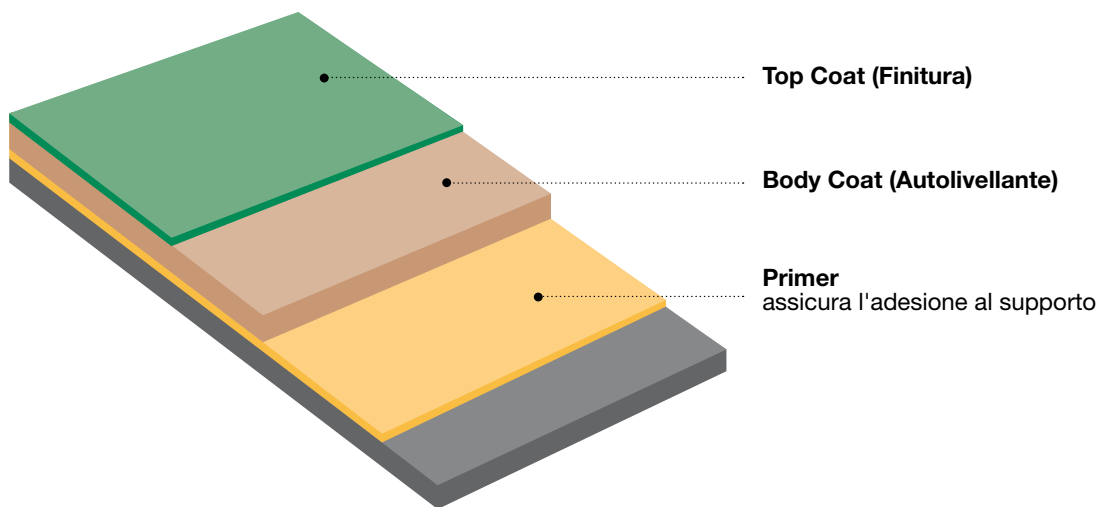 Top Coat (Finitura)
Body Coat (Autolivellante)
Primer
assicura l'adesione al supporto